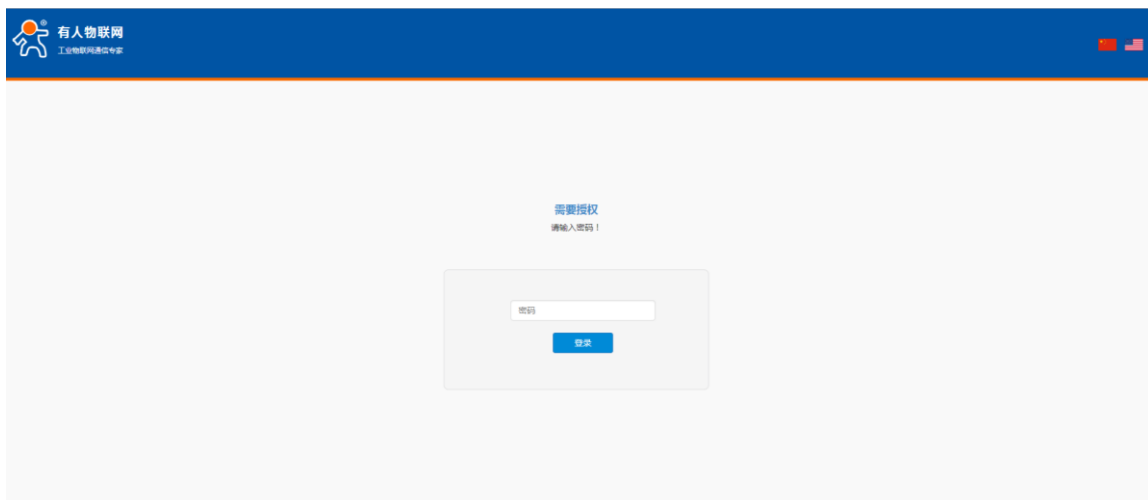 有人物联网
工业物联网通信专家
需要授权
请输入密码！
密码
登录